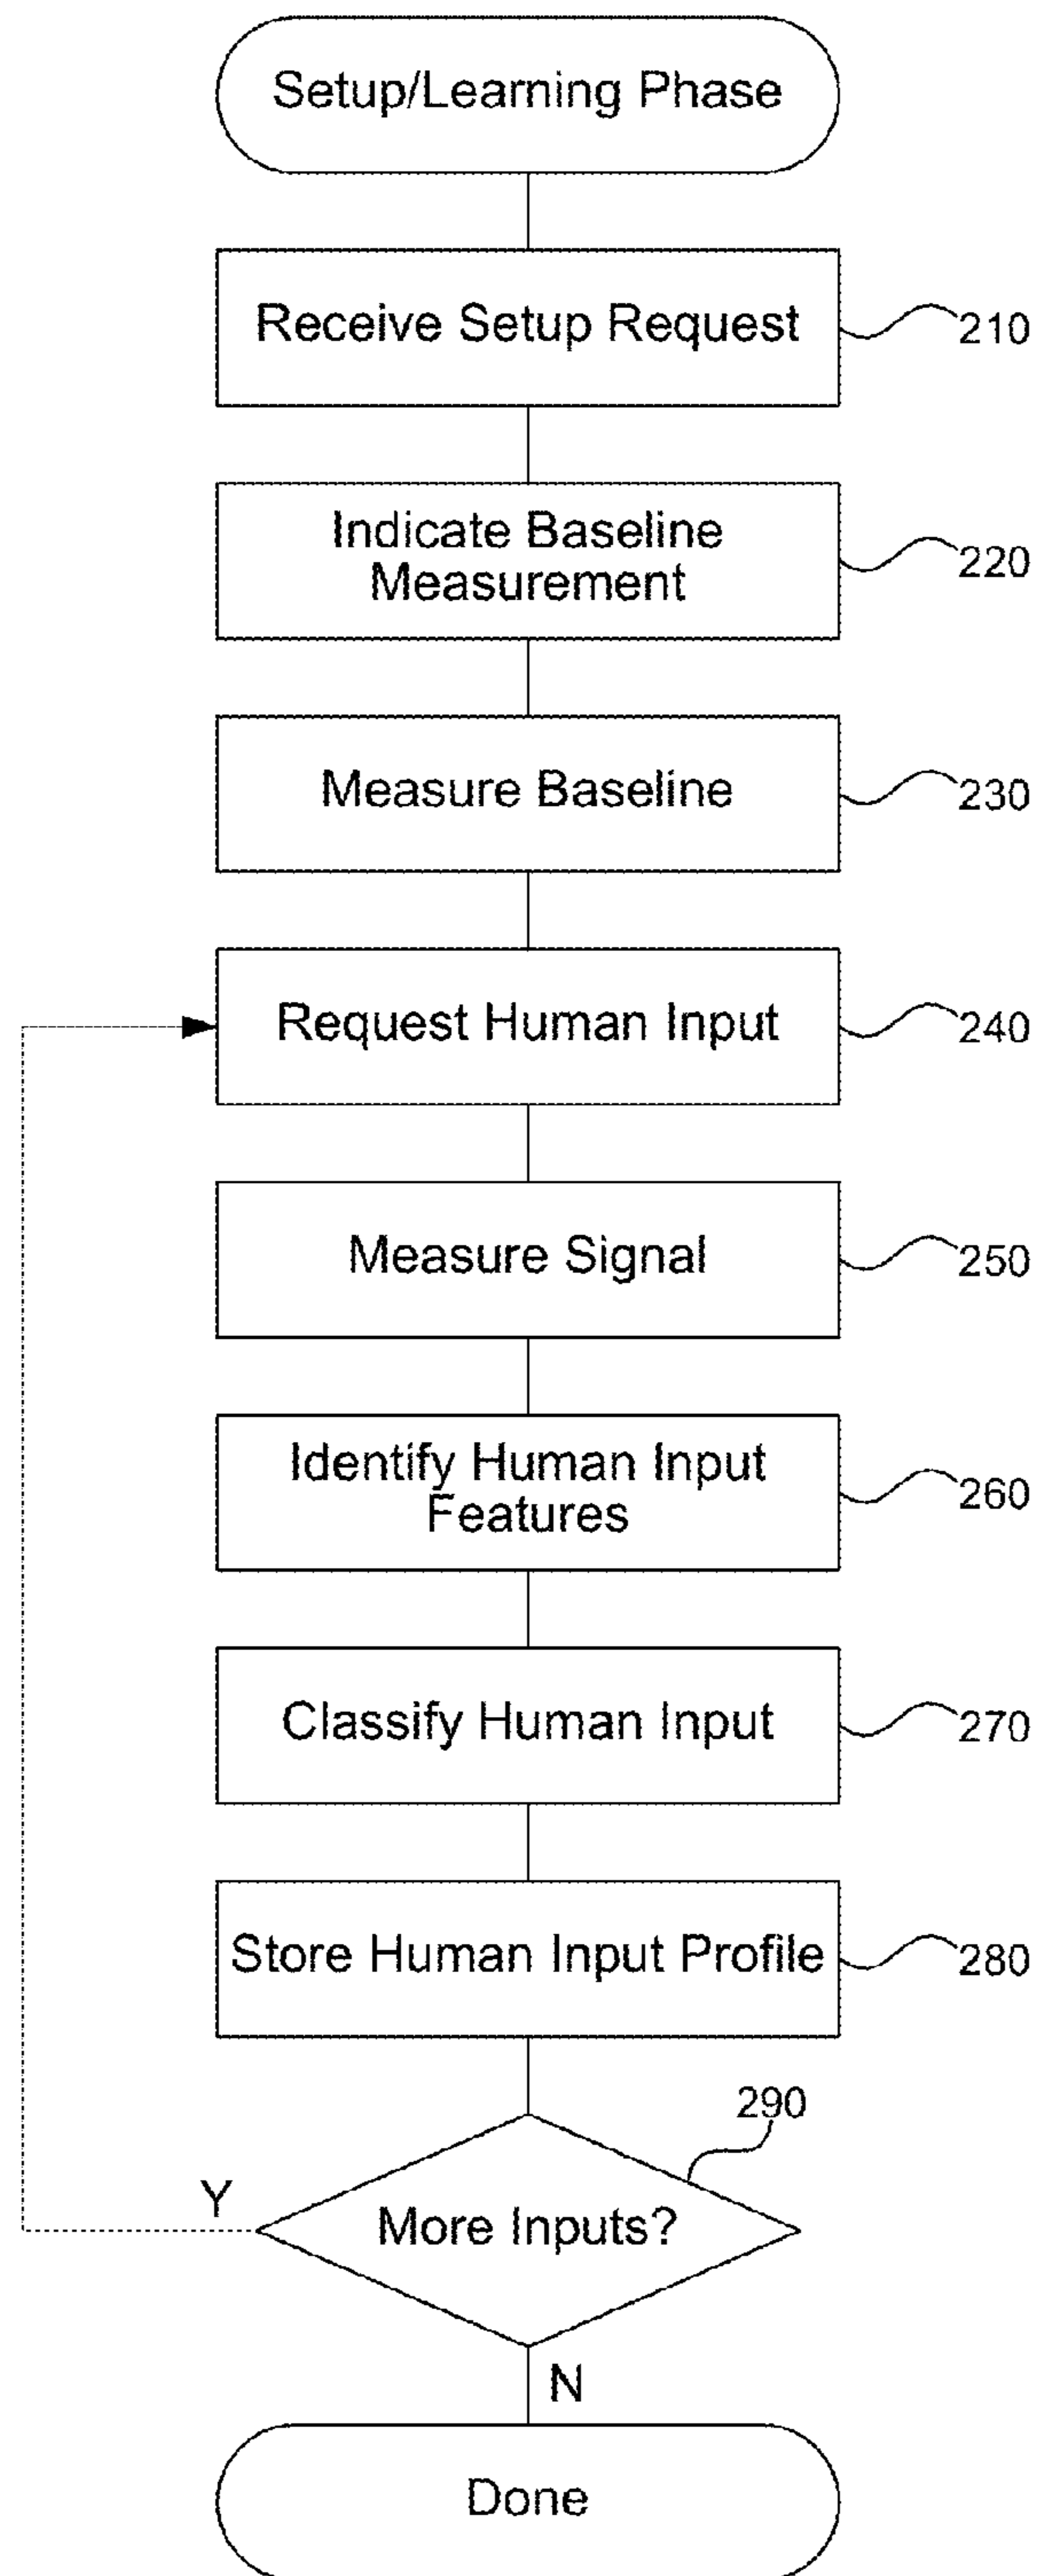 Setup/Learning Phase
Receive Setup Request
210
Indicate Baseline
Measurement
220
Measure Baseline
230
Request Human Input
240
Measure Signal
250
Identify Human Input
Features
260
Classify Human Input
270
Store Human Input Profile
280
290
More Inputs?
Y
N
Done